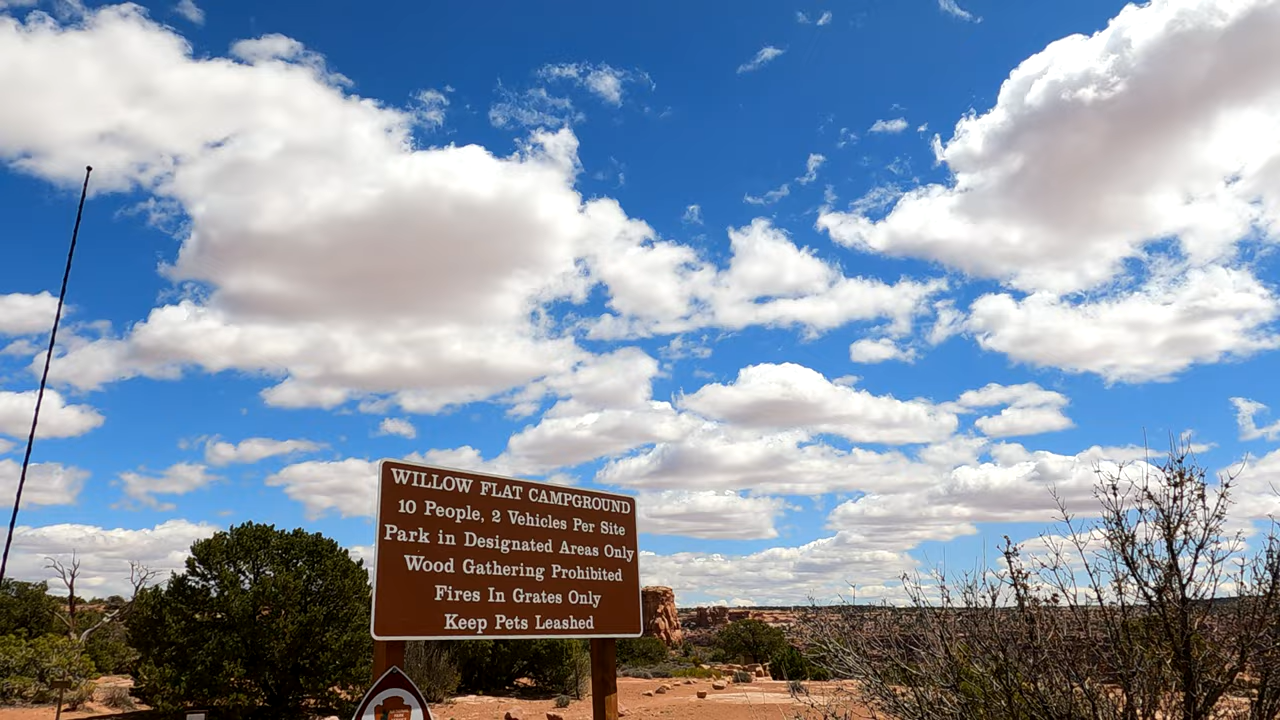 WILLOW FLAT CAMPGROUND
10 People, 2 Vehicles Per Site
Park in Designated Areas Only
Wood Gathering Prohibited
Fires In Grates Only
Keep Pets Leashed